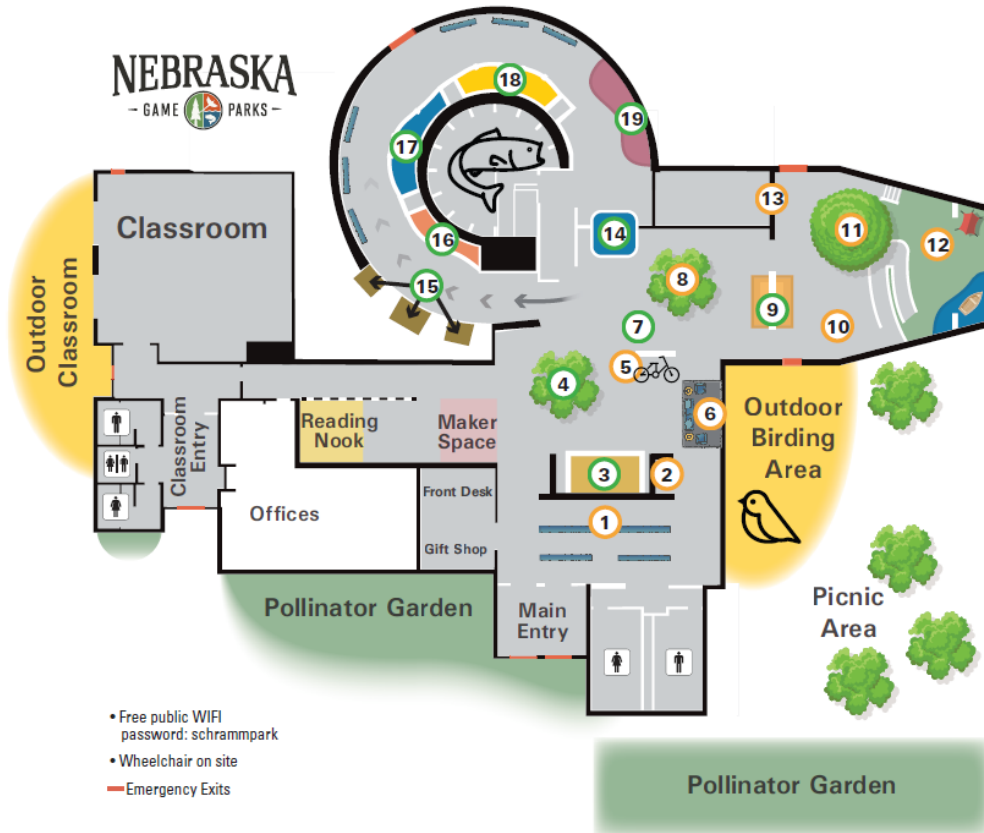 NEBRASKA
- GAME PARKS -
18
19
17
13
Classroom
11
12
16
14
15
8
9
10
7
Outdoor
Classroom
5
4
6
Reading
Nook
Maker
Space
Outdoor
Birding
Area
Classroom
Entry
3
2
Front Desk
Offices
1
Gift Shop
Pollinator Garden
Main
Entry
Picnic
Area
• Free public WIFI
password: schrammpark
• Wheelchair on site
Emergency Exits
Pollinator Garden